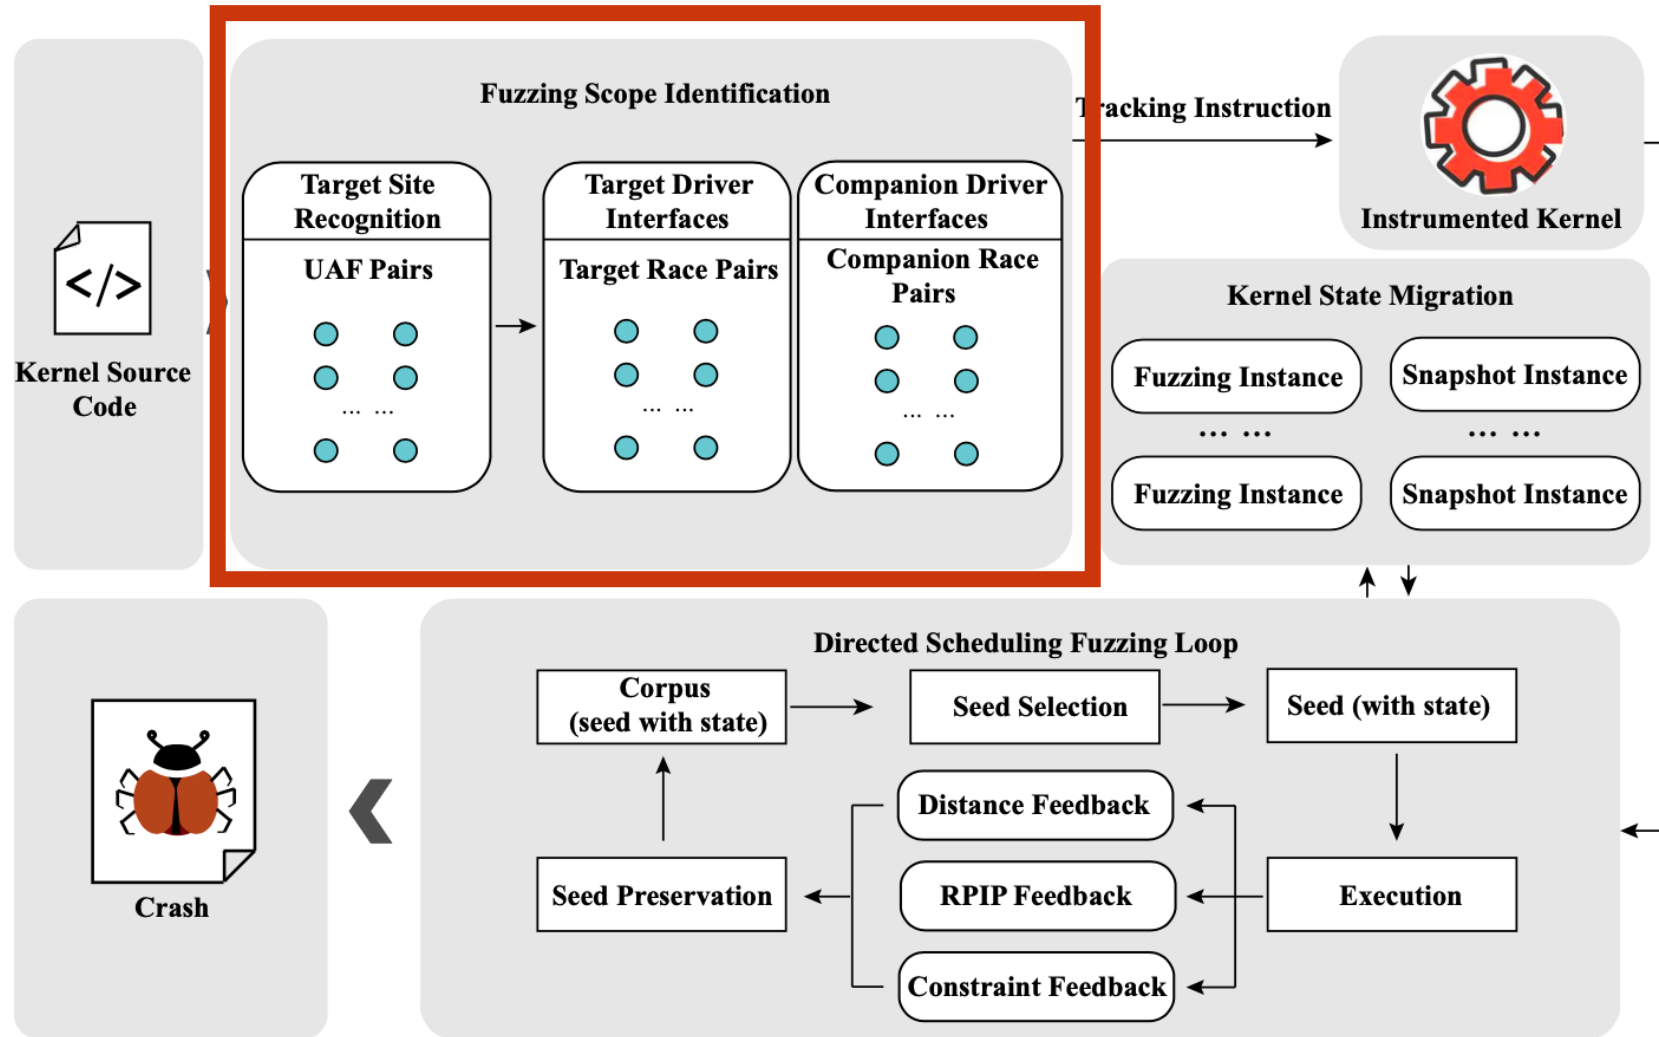 Fuzzing Scope Identification
Target Site
Recognition
UAF Pairs
... ...
Target Driver
Interfaces
Target Race Pairs
... ...
Companion Driver
Interfaces
Companion Race
Pairs
... ...
</>
Kernel Source
Code
Tracking Instruction
Instrumented Kernel
Kernel State Migration
Fuzzing Instance
Snapshot Instance
... ...
... ...
Fuzzing Instance
Snapshot Instance
Directed Scheduling Fuzzing Loop
Corpus
(seed with state)
Seed Selection
Seed (with state)
Distance Feedback
RPIP Feedback
Constraint Feedback
Execution
Seed Preservation
Crash